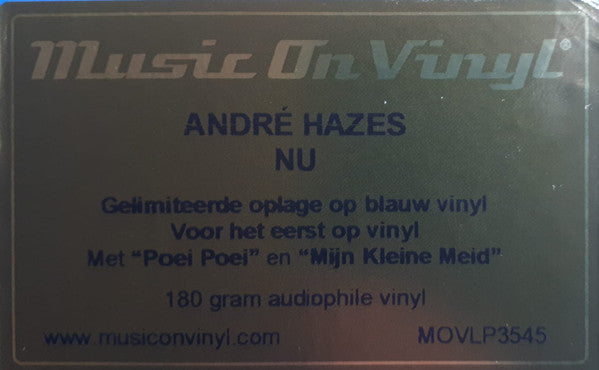 Music On Vinyl®
ANDRÉ HAZES
NU
Gelimiteerde oplage op blauw vinyl
Voor het eerst op vinyl
Met “Poei Poei” en “Mijn Kleine Meid”
180 gram audiophile vinyl
www.musiconvinyl.com MOVLP3545